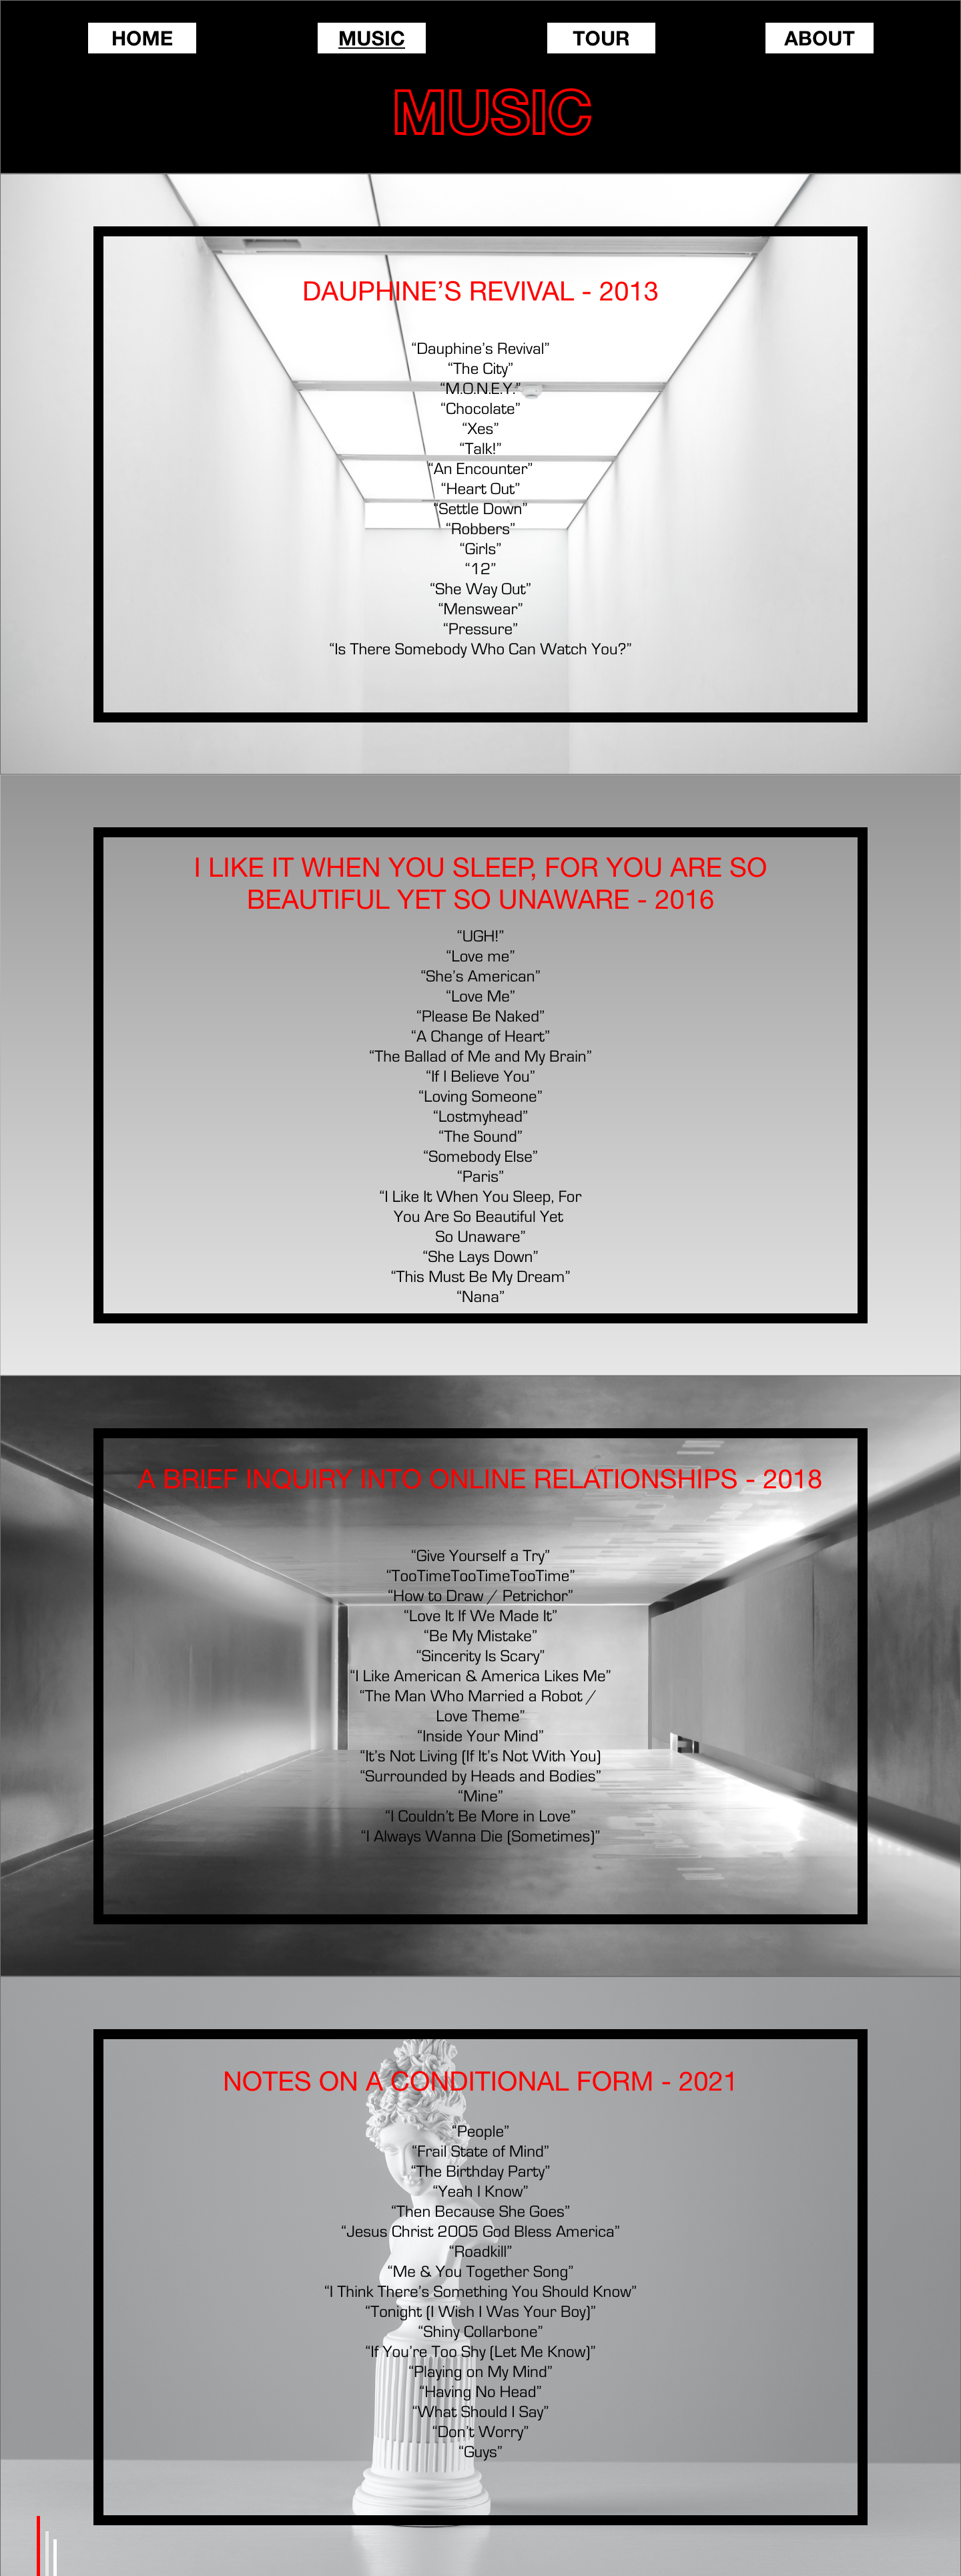 HOME
MUSIC
TOUR
ABOUT
MUSIC
DAUPHINE’S REVIVAL - 2013
“Dauphine’s Revival”
“The City”
“M.O.N.E.Y.”
“Chocolate”
“Xes”
“Talk!”
“An Encounter”
“Heart Out”
“Settle Down”
“Robbers”
“Girls”
“12”
“She Way Out”
“Menswear”
“Pressure”
“Is There Somebody Who Can Watch You?”
I LIKE IT WHEN YOU SLEEP, FOR YOU ARE SO
BEAUTIFUL YET SO UNAWARE - 2016
“UGH!”
“Love me”
“She’s American”
“Love Me”
“Please Be Naked”
“A Change of Heart”
“The Ballad of Me and My Brain”
“If I Believe You”
“Loving Someone”
“Lostmyhead”
“The Sound”
“Somebody Else”
“Paris”
“I Like It When You Sleep, For
You Are So Beautiful Yet
So Unaware”
“She Lays Down”
“This Must Be My Dream”
“Nana”
A BRIEF INQUIRY INTO ONLINE RELATIONSHIPS - 2018
“Give Yourself a Try”
“TooTimeTooTimeTooTime”
“How to Draw / Petrichor”
“Love It If We Made It”
“Be My Mistake”
“Sincerity Is Scary”
“I Like American & America Likes Me”
“The Man Who Married a Robot /
Love Theme”
“Inside Your Mind”
“It’s Not Living (If It’s Not With You)
“Surrounded by Heads and Bodies”
“Mine”
“I Couldn’t Be More in Love”
“I Always Wanna Die (Sometimes)”
NOTES ON A CONDITIONAL FORM - 2021
“People”
“Frail State of Mind”
“The Birthday Party”
“Yeah I Know”
“Then Because She Goes”
“Jesus Christ 2005 God Bless America”
“Roadkill”
“Me & You Together Song”
“I Think There’s Something You Should Know”
“Tonight (I Wish I Was Your Boy)”
“Shiny Collarbone”
“If You’re Too Shy (Let Me Know)”
“Playing on My Mind”
“Having No Head”
“What Should I Say”
“Don’t Worry”
“Guys”